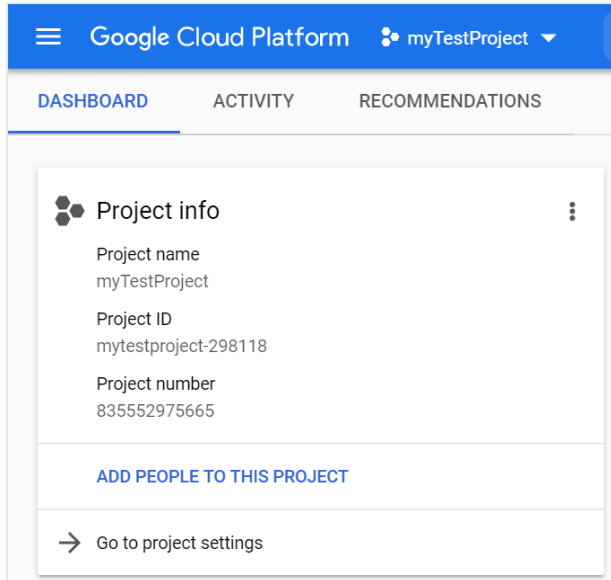 Google Cloud Platform myTestProject
DASHBOARD ACTIVITY RECOMMENDATIONS
Project info
Project name
myTestProject
Project ID
mytestproject-298118
Project number
835552975665
ADD PEOPLE TO THIS PROJECT
Go to project settings